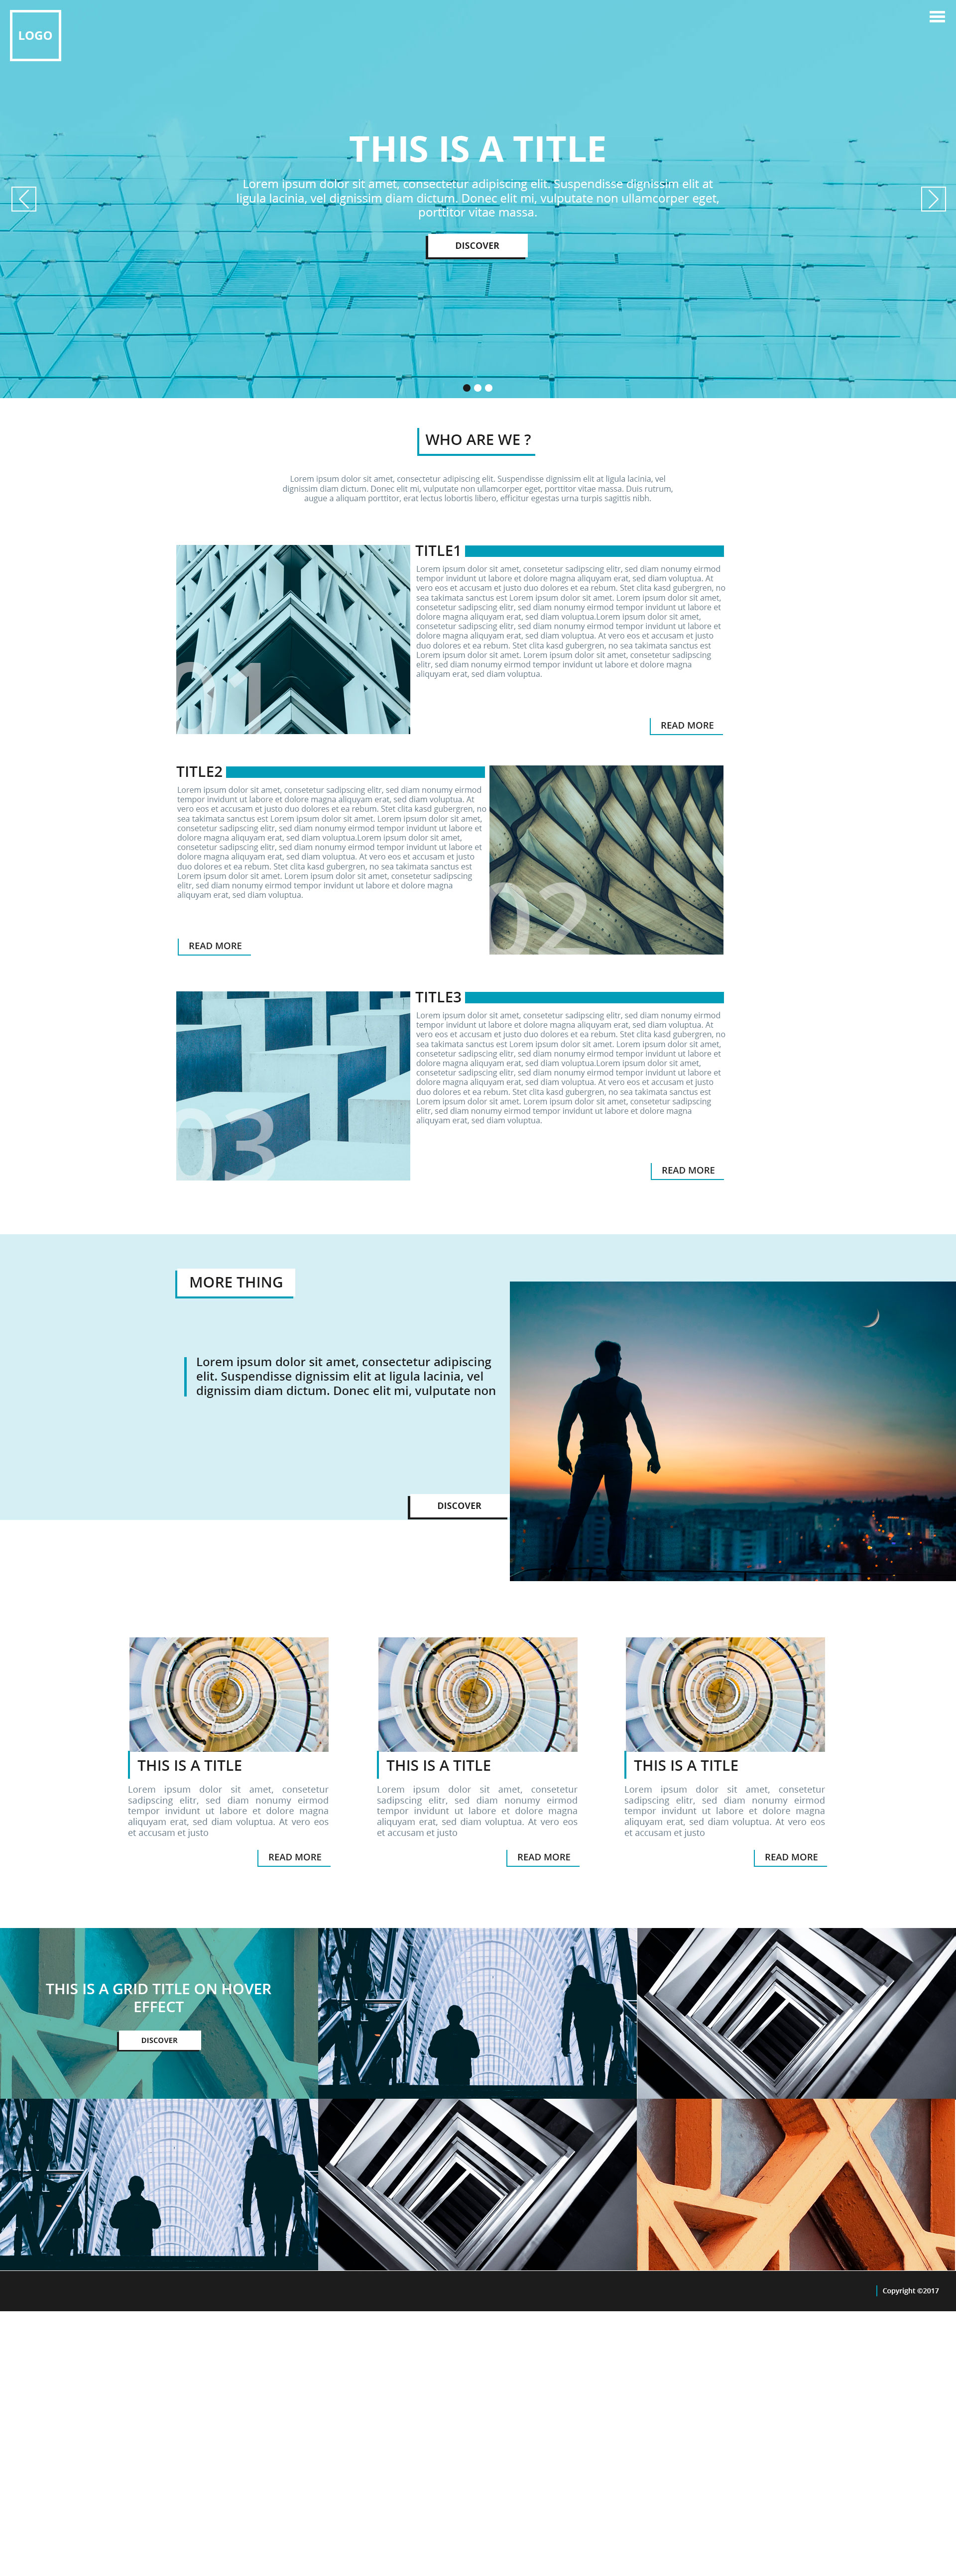 LOGO
THIS IS A TITLE
Lorem ipsum dolor sit amet, consectetur adipiscing elit. Suspendisse dignissim elit at
ligula lacinia, vel dignissim diam dictum. Donec elit mi, vulputate non ullamcorper eget,
porttitor vitae massa.
DISCOVER
WHO ARE WE ?
Lorem ipsum dolor sit amet, consectetur adipiscing elit. Suspendisse dignissim elit at ligula lacinia, vel
dignissim diam dictum. Donec elit mi, vulputate non ullamcorper eget, porttitor vitae massa. Duis rutrum,
augue a aliquam porttitor, erat lectus lobortis libero, efficitur egestas urna turpis sagittis nibh.
01
TITLE1
Lorem ipsum dolor sit amet, consetetur sadipscing elitr, sed diam nonumy eirmod
tempor invidunt ut labore et dolore magna aliquyam erat, sed diam voluptua. At
vero eos et accusam et justo duo dolores et ea rebum. Stet clita kasd gubergren, no
sea takimata sanctus est Lorem ipsum dolor sit amet. Lorem ipsum dolor sit amet,
consetetur sadipscing elitr, sed diam nonumy eirmod tempor invidunt ut labore et
dolore magna aliquyam erat, sed diam voluptua.Lorem ipsum dolor sit amet,
consetetur sadipscing elitr, sed diam nonumy eirmod tempor invidunt ut labore et
dolore magna aliquyam erat, sed diam voluptua. At vero eos et accusam et justo
duo dolores et ea rebum. Stet clita kasd gubergren, no sea takimata sanctus est
Lorem ipsum dolor sit amet. Lorem ipsum dolor sit amet, consetetur sadipscing
elitr, sed diam nonumy eirmod tempor invidunt ut labore et dolore magna
aliquyam erat, sed diam voluptua.
READ MORE
TITLE2
Lorem ipsum dolor sit amet, consetetur sadipscing elitr, sed diam nonumy eirmod
tempor invidunt ut labore et dolore magna aliquyam erat, sed diam voluptua. At
vero eos et accusam et justo duo dolores et ea rebum. Stet clita kasd gubergren, no
sea takimata sanctus est Lorem ipsum dolor sit amet. Lorem ipsum dolor sit amet,
consetetur sadipscing elitr, sed diam nonumy eirmod tempor invidunt ut labore et
dolore magna aliquyam erat, sed diam voluptua.Lorem ipsum dolor sit amet,
consetetur sadipscing elitr, sed diam nonumy eirmod tempor invidunt ut labore et
dolore magna aliquyam erat, sed diam voluptua. At vero eos et accusam et justo
duo dolores et ea rebum. Stet clita kasd gubergren, no sea takimata sanctus est
Lorem ipsum dolor sit amet. Lorem ipsum dolor sit amet, consetetur sadipscing
elitr, sed diam nonumy eirmod tempor invidunt ut labore et dolore magna
aliquyam erat, sed diam voluptua.
READ MORE
02
03
TITLE3
Lorem ipsum dolor sit amet, consetetur sadipscing elitr, sed diam nonumy eirmod
tempor invidunt ut labore et dolore magna aliquyam erat, sed diam voluptua. At
vero eos et accusam et justo duo dolores et ea rebum. Stet clita kasd gubergren, no
sea takimata sanctus est Lorem ipsum dolor sit amet. Lorem ipsum dolor sit amet,
consetetur sadipscing elitr, sed diam nonumy eirmod tempor invidunt ut labore et
dolore magna aliquyam erat, sed diam voluptua.Lorem ipsum dolor sit amet,
consetetur sadipscing elitr, sed diam nonumy eirmod tempor invidunt ut labore et
dolore magna aliquyam erat, sed diam voluptua. At vero eos et accusam et justo
duo dolores et ea rebum. Stet clita kasd gubergren, no sea takimata sanctus est
Lorem ipsum dolor sit amet. Lorem ipsum dolor sit amet, consetetur sadipscing
elitr, sed diam nonumy eirmod tempor invidunt ut labore et dolore magna
aliquyam erat, sed diam voluptua.
READ MORE
MORE THING
Lorem ipsum dolor sit amet, consectetur adipiscing
elit. Suspendisse dignissim elit at ligula lacinia, vel
dignissim diam dictum. Donec elit mi, vulputate non
DISCOVER
THIS IS A TITLE
Lorem ipsum dolor sit amet, consetetur
sadipscing elitr, sed diam nonumy eirmod
tempor invidunt ut labore et dolore magna
aliquyam erat, sed diam voluptua. At vero eos
et accusam et justo
READ MORE
THIS IS A TITLE
Lorem ipsum dolor sit amet, consetetur
sadipscing elitr, sed diam nonumy eirmod
tempor invidunt ut labore et dolore magna
aliquyam erat, sed diam voluptua. At vero eos
et accusam et justo
READ MORE
THIS IS A TITLE
Lorem ipsum dolor sit amet, consetetur
sadipscing elitr, sed diam nonumy eirmod
tempor invidunt ut labore et dolore magna
aliquyam erat, sed diam voluptua. At vero eos
et accusam et justo
READ MORE
THIS IS A GRID TITLE ON HOVER
EFFECT
DISCOVER
Copyright ©2017